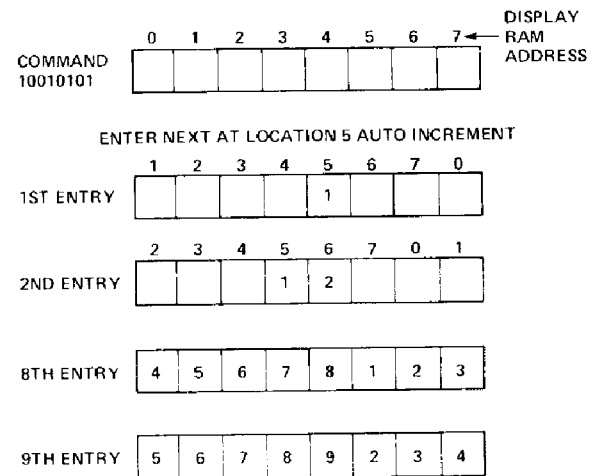 DISPLAY
0 1 2 3 4 5 6 7 RAM
ADDRESS
COMMAND
10010101
ENTER NEXT AT LOCATION 5 AUTO INCREMENT
1 2 3 4 5 6 7 0
1ST ENTRY 1
2 3 4 5 6 7 0 1
2ND ENTRY 1 2
8TH ENTRY 4 5 6 7 8 1 2 3
9TH ENTRY 5 6 7 8 9 2 3 4